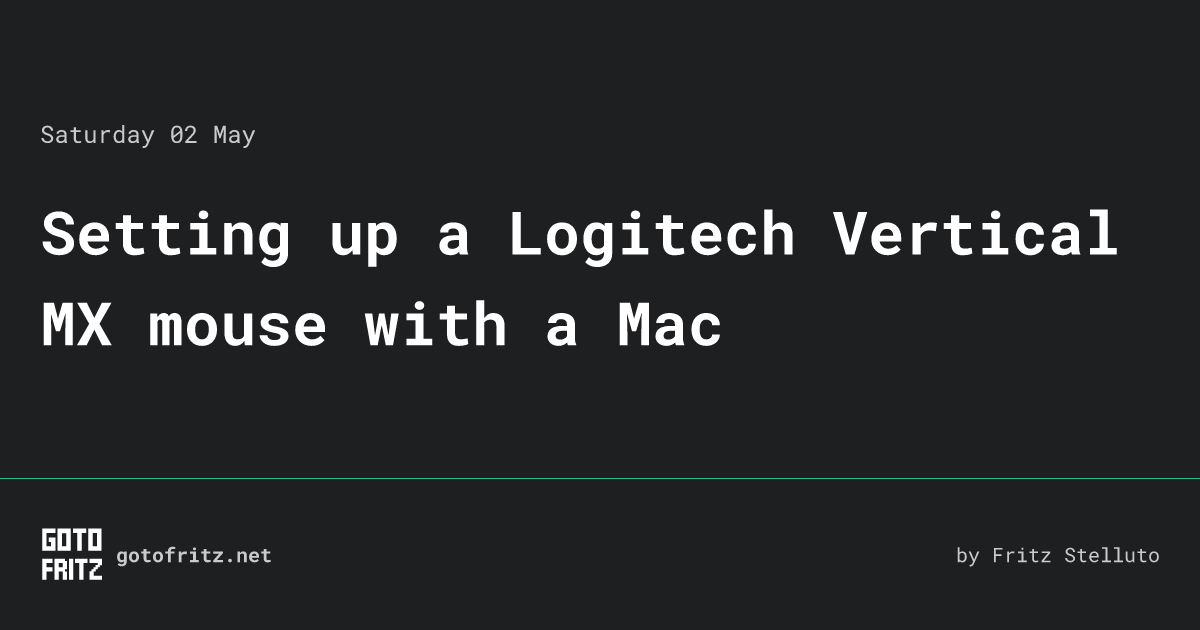 Saturday 02 May
Setting up a Logitech Vertical
MX mouse with a Mac
GOTO
FRITZ
gotofritz.net
by Fritz Stelluto